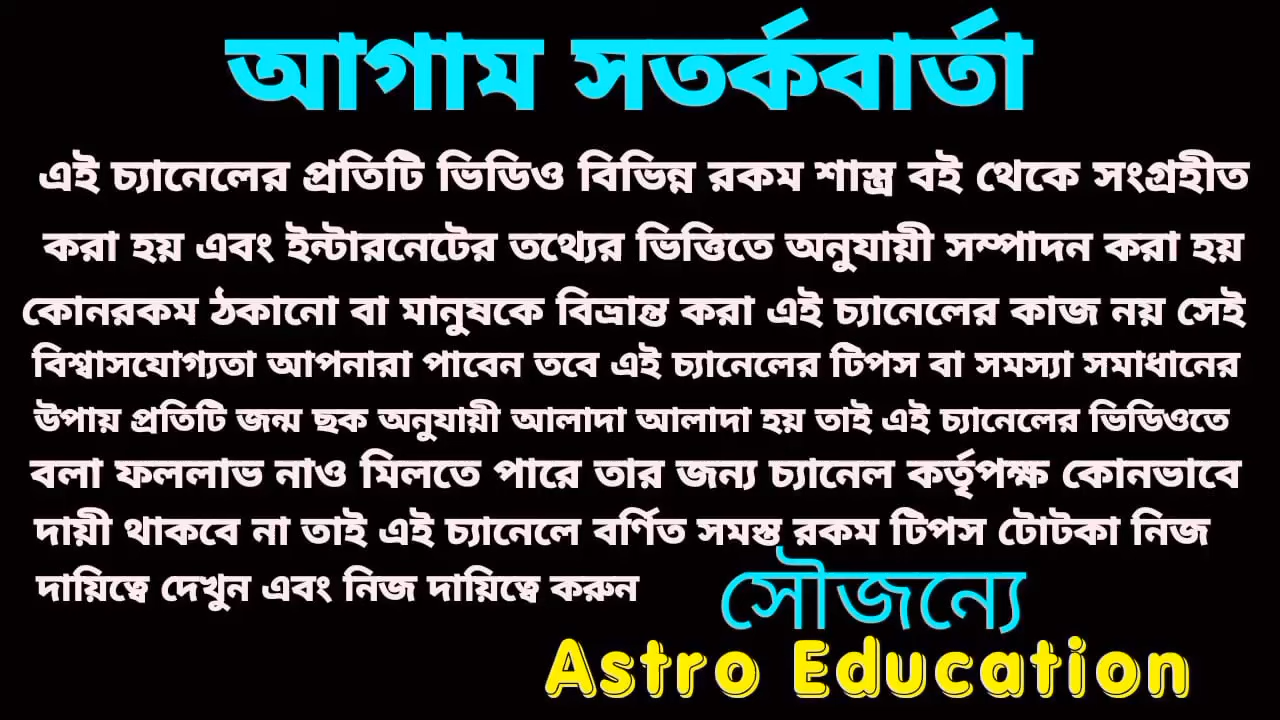 আগাম সতর্কবার্তা
এই চ্যানেলের প্রতিটি ভিডিও বিভিন্ন রকম শাস্ত্র বই থেকে সংগ্রহীত
করা হয় এবং ইন্টারনেটের তথ্যের ভিত্তিতে অনুযায়ী সম্পাদন করা হয়
কোনরকম ঠকানো বা মানুষকে বিভ্রান্ত করা এই চ্যানেলের কাজ নয় সেই
বিশ্বাসযোগ্যতা আপনারা পাবেন তবে এই চ্যানেলের টিপস বা সমস্যা সমাধানের
উপায় প্রতিটি জন্ম ছক অনুযায়ী আলাদা আলাদা হয় তাই এই চ্যানেলের ভিডিওতে
বলা ফললাভ নাও মিলতে পারে তার জন্য চ্যানেল কর্তৃপক্ষ কোনভাবে
দায়ী থাকবে না তাই এই চ্যানেলে বর্ণিত সমস্ত রকম টিপস টোটকা নিজ
দায়িত্বে দেখুন এবং নিজ দায়িত্বে করুন
সৌজন্যে
Astro Education